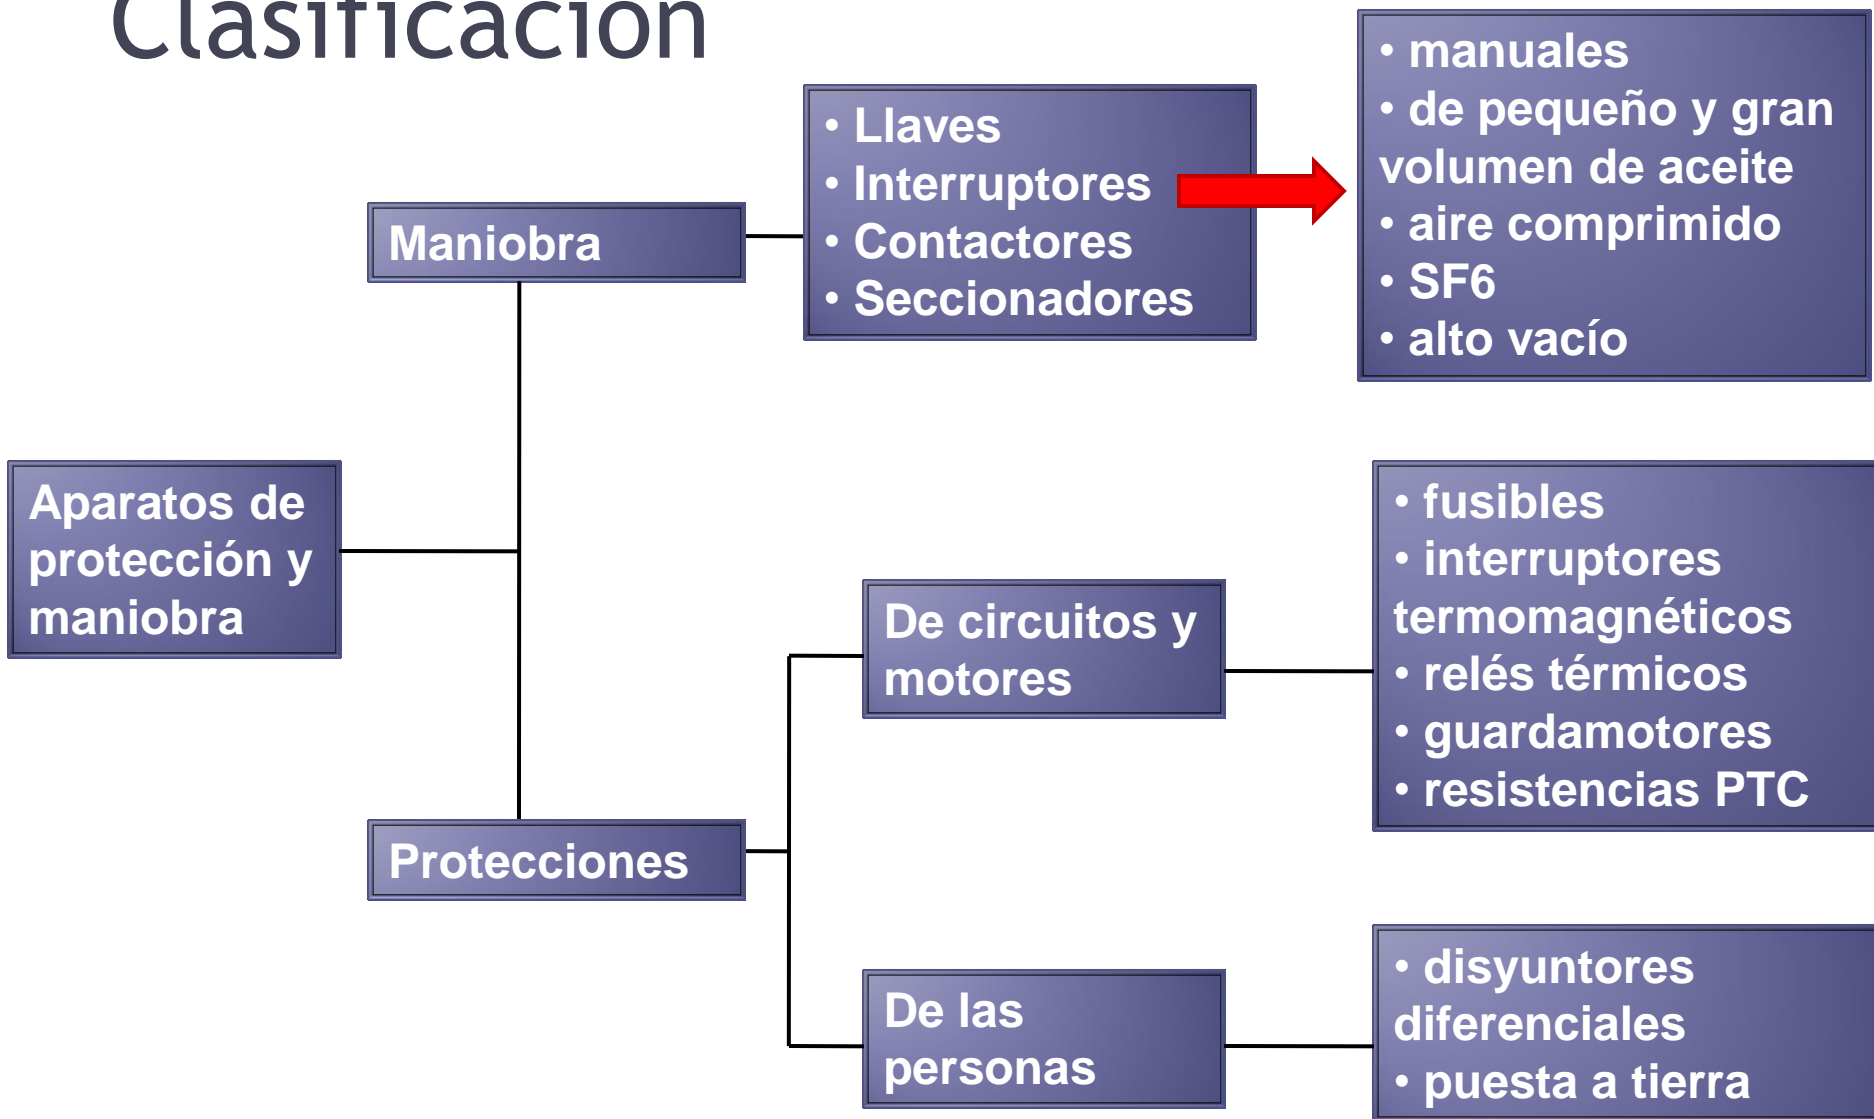 Clasificación
• manuales
• de pequeño y gran
volumen de aceite
• aire comprimido
• SF6
• alto vacío
• Llaves
• Interruptores
• Contactores
• Seccionadores
Maniobra
Aparatos de
protección y
maniobra
Protecciones
De circuitos y
motores
• fusibles
• interruptores
termomagnéticos
• relés térmicos
• guardamotores
• resistencias PTC
De las
personas
• disyuntores
diferenciales
• puesta a tierra